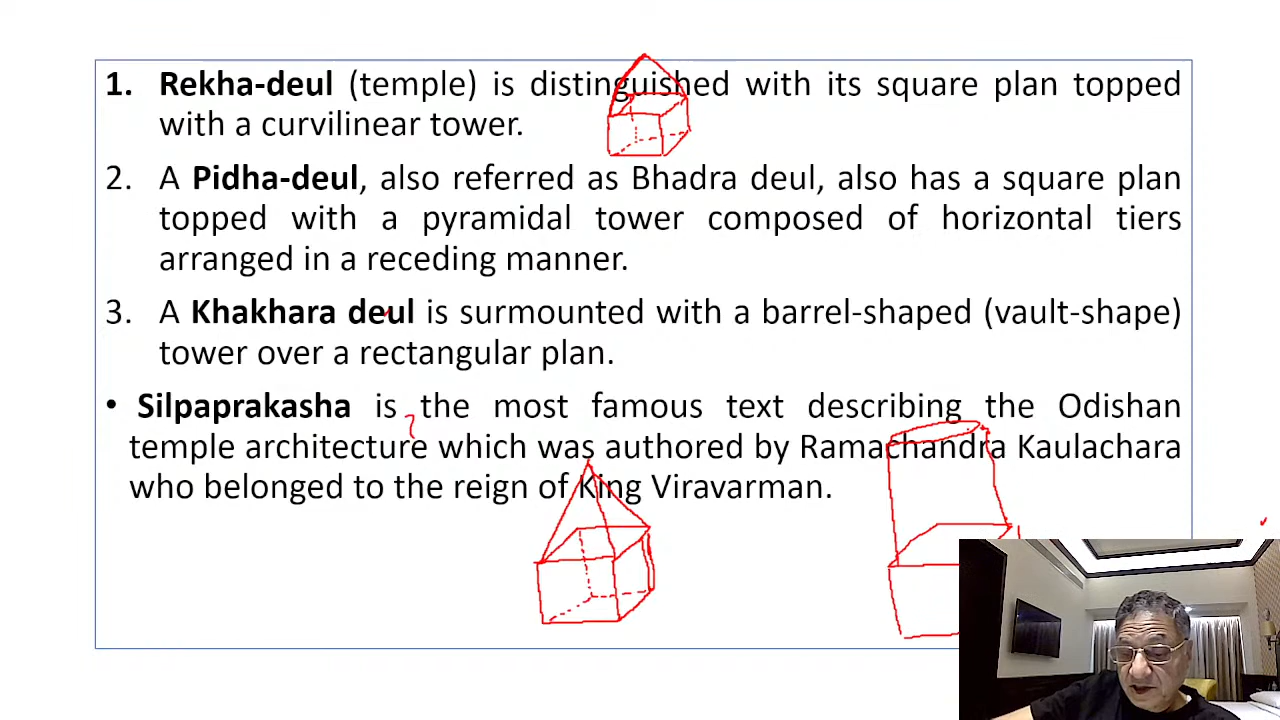 1. Rekha-deul (temple) is distinguished with its square plan topped
with a curvilinear tower.
2. A Pidha-deul, also referred as Bhadra deul, also has a square plan
topped with a pyramidal tower composed of horizontal tiers
arranged in a receding manner.
3. A Khakhara deul is surmounted with a barrel-shaped (vault-shape)
tower over a rectangular plan.
• Silpaprakasha is the most famous text describing the Odishan
temple architecture which was authored by Ramachandra Kaulachara
who belonged to the reign of King Viravarman.